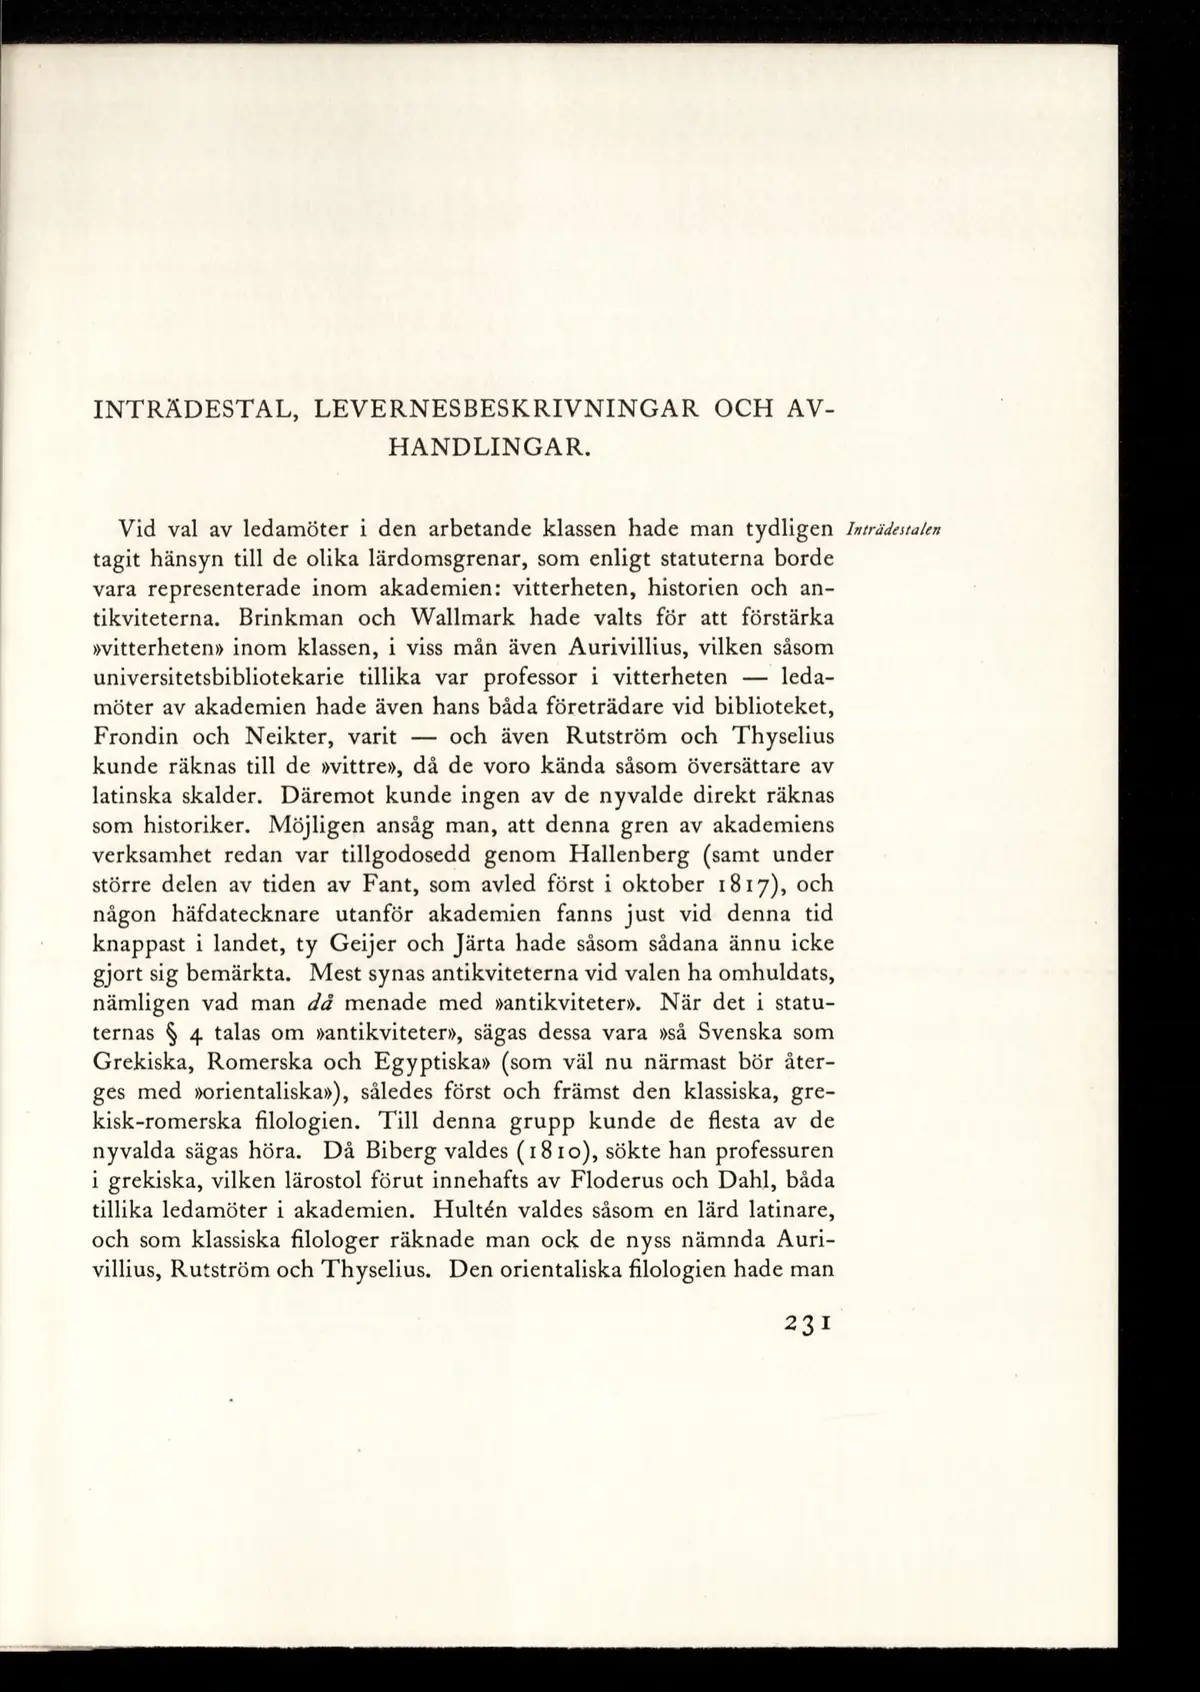 INTRÄDESTAL, LEVERNESBESKRIVNINGAR OCH AV-
HANDLINGAR.
Vid val av ledamöter i den arbetande klassen hade man tydligen Inträdestalen
tagit hänsyn till de olika lärdomsgrenar, som enligt statuterna borde
vara representerade inom akademien: vitterheten, historien och an-
tikviteterna. Brinkman och Wallmark hade valts för att förstärka
»vitterheten» inom klassen, i viss mån även Aurivillius, vilken såsom
universitetsbibliotekarie tillika var professor i vitterheten — leda-
möter av akademien hade även hans båda företrädare vid biblioteket,
Frondin och Neikter, varit — och även Rutström och Thyselius
kunde räknas till de »vittre», då de voro kända såsom översättare av
latinska skalder. Däremot kunde ingen av de nyvalde direkt räknas
som historiker. Möjligen ansåg man, att denna gren av akademiens
verksamhet redan var tillgodosedd genom Hallenberg (samt under
större delen av tiden av Fant, som avled först i oktober 1817), och
någon häfdatecknare utanför akademien fanns just vid denna tid
knappast i landet, ty Geijer och Järta hade såsom sådana ännu icke
gjort sig bemärkta. Mest synas antikviteterna vid valen ha omhuldats,
nämligen vad man då menade med »antikviteter». När det i statu-
ternas § 4 talas om »antikviteter», sägas dessa vara »så Svenska som
Grekiska, Romerska och Egyptiska» (som väl nu närmast bör åter-
ges med »orientaliska»), således först och främst den klassiska, gre-
kisk-romerska filologien. Till denna grupp kunde de flesta av de
nyvalda sägas höra. Då Biberg valdes (1810), sökte han professuren
i grekiska, vilken lärostol förut innehafts av Floderus och Dahl, båda
tillika ledamöter i akademien. Hultén valdes såsom en lärd latinare,
och som klassiska filologer räknade man ock de nyss nämnda Auri-
villius, Rutström och Thyselius. Den orientaliska filologien hade man
231